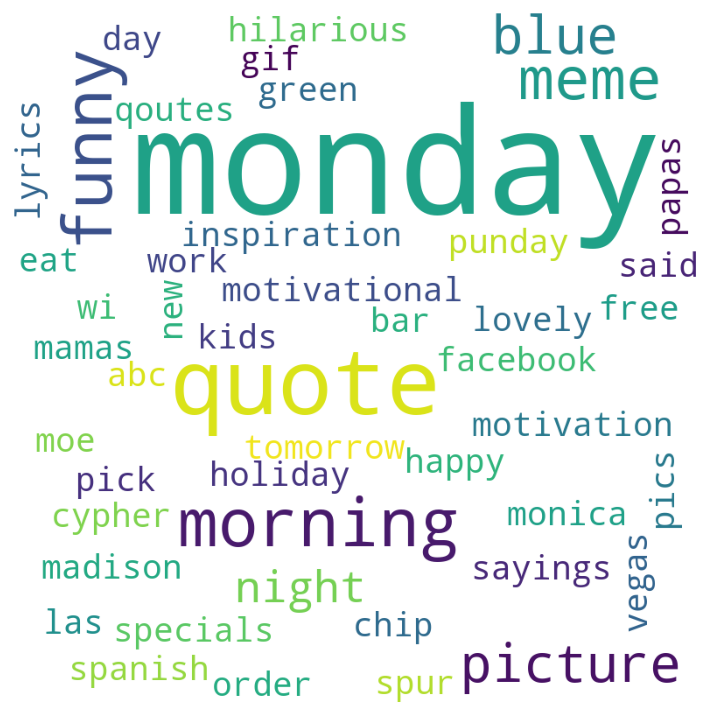 day
hilarious
blue
gif
meme
funny
green
qoutes
lyrics
monday
papas
inspiration
punday
eat
work
said
motivational
wi
new
bar
lovely
free
kids
mamas
facebook
abc
quote
motivation
moe
tomorrow
happy
pick
holiday
pics
cypher
morning
monica
madison
night
sayings
vegas
las
specials
chip
spanish
order
spur
picture